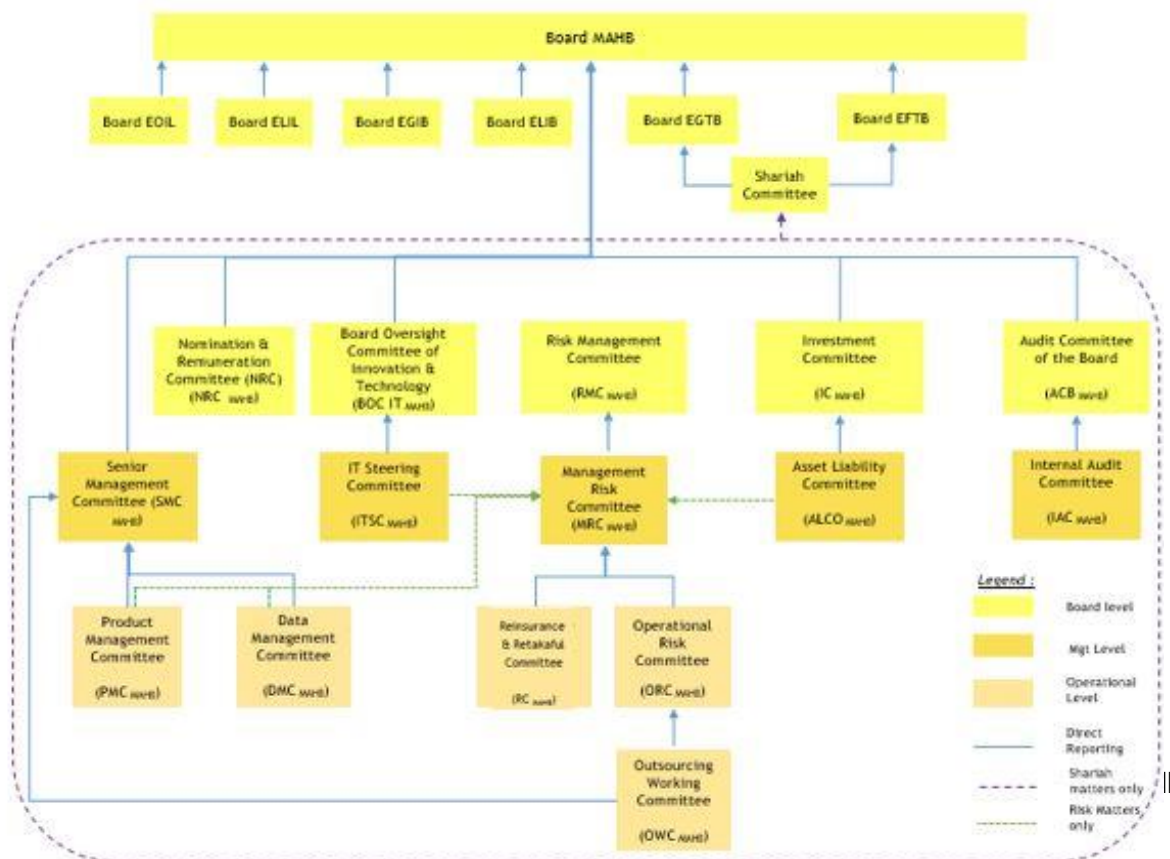 Board MAHB
Board EOIL
Board ELIL
Board EGIB
Board ELIB
Board EGTB
Board EFTB
Shariah
Committee
Nomination &
Remuneration
Committee (NRC)
(NRC MAHB)
Board Oversight
Committee of
Innovation &
Technology
(BOC IT MAHB)
Risk Management
Committee
(RMC MAHB)
Investment
Committee
(IC MAHB)
Audit Committee
of the Board
(ACB MAHB)
Senior
Management
Committee (SMC
MAHB)
IT Steering
Committee
(ITSC MAHB)
Management
Risk
Committee
(MRC MAHB)
Asset Liability
Committee
(ALCO MAHB)
Internal Audit
Committee
(IAC MAHB)
Product
Management
Committee
(PMC MAHB)
Data
Management
Committee
(DMC MAHB)
Reinsurance
& Retakaful
Committee
(RC MAHB)
Operational
Risk
Committee
(ORC MAHB)
Outsourcing
Working
Committee
(OWC MAHB)
Legend :
Board level
Mgt Level
Operational
Level
Direct
Reporting
Shariah
matters only
Risk Matters
only